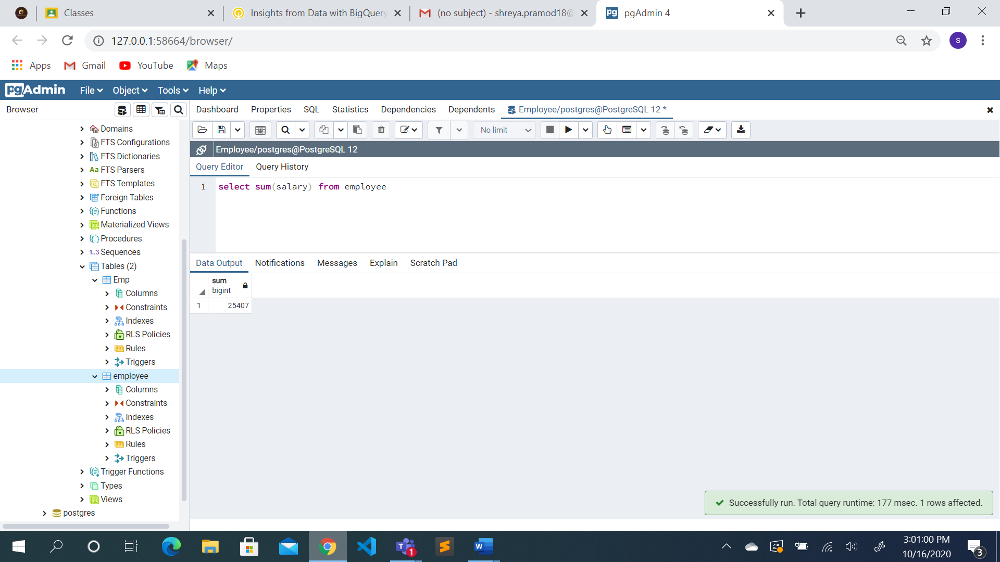 Classes
Insights from Data with BigQuery
(no subject) - shreya.pramod18@
pgAdmin 4
127.0.0.1:58664/browser/
S
Apps
Gmail
YouTube
Maps
pgAdmin
File
Object
Tools
Help
Browser
Dashboard
Properties
SQL
Statistics
Dependencies
Dependents
Employee/postgres@PostgreSQL 12 *
No limit
Employee/postgres@PostgreSQL 12
Query Editor
Query History
1
select sum(salary) from employee
Domains
FTS Configurations
FTS Dictionaries
Aa FTS Parsers
FTS Templates
Foreign Tables
Functions
Materialized Views
Procedures
1..3 Sequences
Tables (2)
Emp
Columns
Constraints
Indexes
RLS Policies
Rules
Triggers
employee
Columns
Constraints
Indexes
RLS Policies
Rules
Triggers
Trigger Functions
Types
Views
postgres
Data Output
Notifications
Messages
Explain
Scratch Pad
sum
bigint
1 25407
Successfully run. Total query runtime: 177 msec. 1 rows affected.
T 1
W
3:01:00 PM
10/16/2020
3